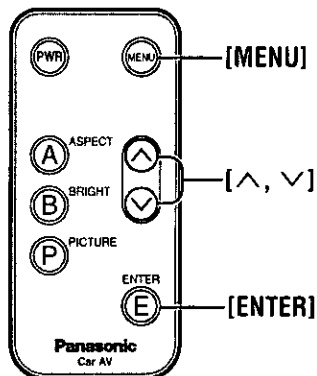 PWR MENU [MENU]
A ASPECT
[∧, ∨]
B BRIGHT
P PICTURE
ENTER
E [ENTER]
Panasonic
Car AV